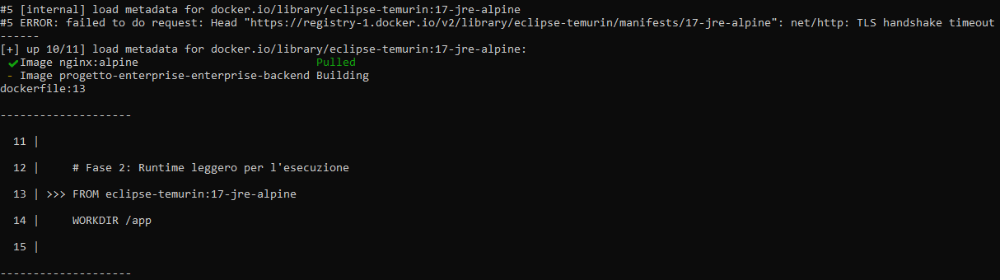 #5 [internal] load metadata for docker.io/library/eclipse-temurin:17-jre-alpine
#5 ERROR: failed to do request: Head "https://registry-1.docker.io/v2/library/eclipse-temurin/manifests/17-jre-alpine": net/http: TLS handshake timeout
------
[+] up 10/11] load metadata for docker.io/library/eclipse-temurin:17-jre-alpine:
✔Image nginx:alpine Pulled
- Image progetto-enterprise-enterprise-backend Building
dockerfile:13
--------------------
11 |
12 | # Fase 2: Runtime leggero per l'esecuzione
13 | >>> FROM eclipse-temurin:17-jre-alpine
14 | WORKDIR /app
15 |
--------------------